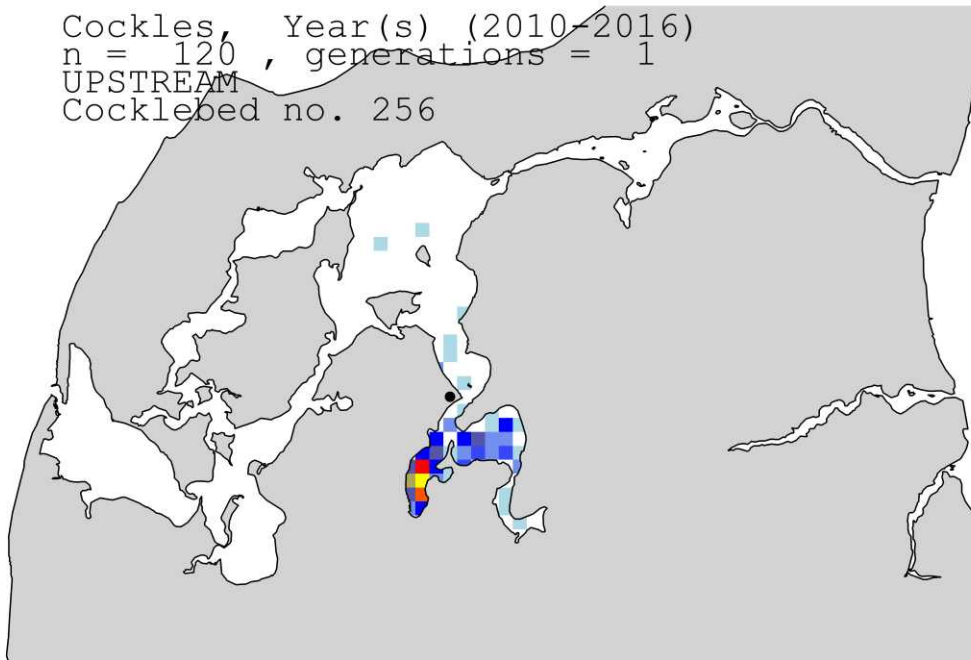 Cockles,  Year(s) (2010-2016)
n =  120 , generations =  1
UPSTREAM
Cocklebed no. 256